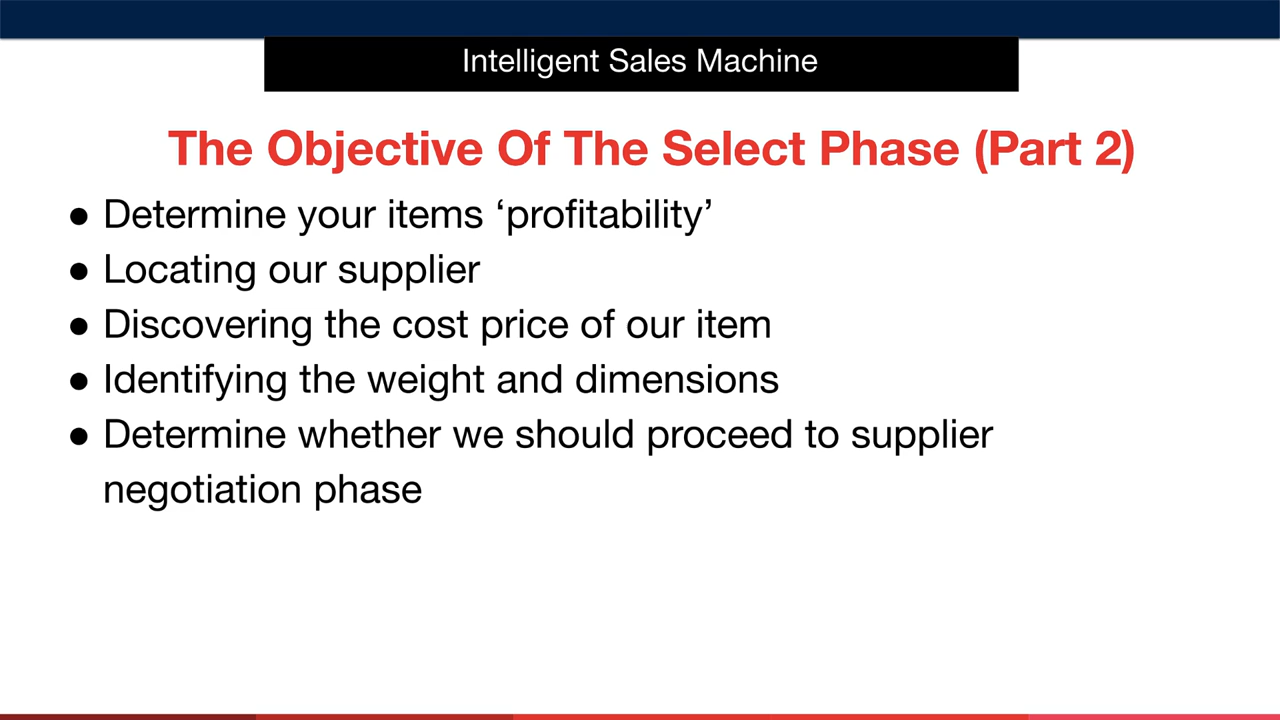 Intelligent Sales Machine
The Objective Of The Select Phase (Part 2)
● Determine your items ‘profitability’
● Locating our supplier
● Discovering the cost price of our item
● Identifying the weight and dimensions
● Determine whether we should proceed to supplier
negotiation phase